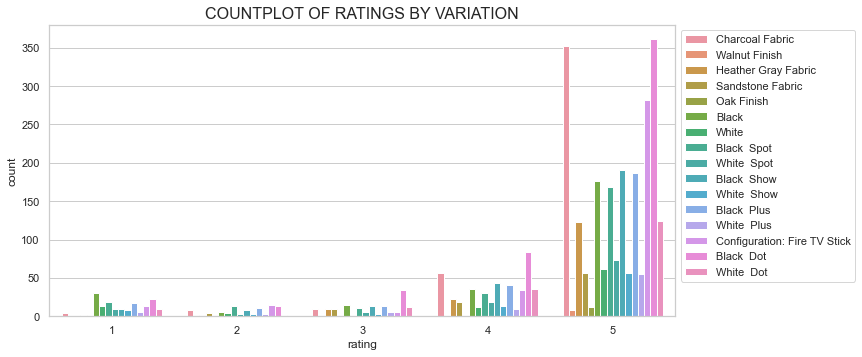 COUNTPLOT OF RATINGS BY VARIATION
350
300
250
200
150
100
50
0
count
1 2 3 4 5
rating
Charcoal Fabric
Walnut Finish
Heather Gray Fabric
Sandstone Fabric
Oak Finish
Black
White
Black  Spot
White  Spot
Black  Show
White  Show
Black  Plus
White  Plus
Configuration: Fire TV Stick
Black  Dot
White  Dot